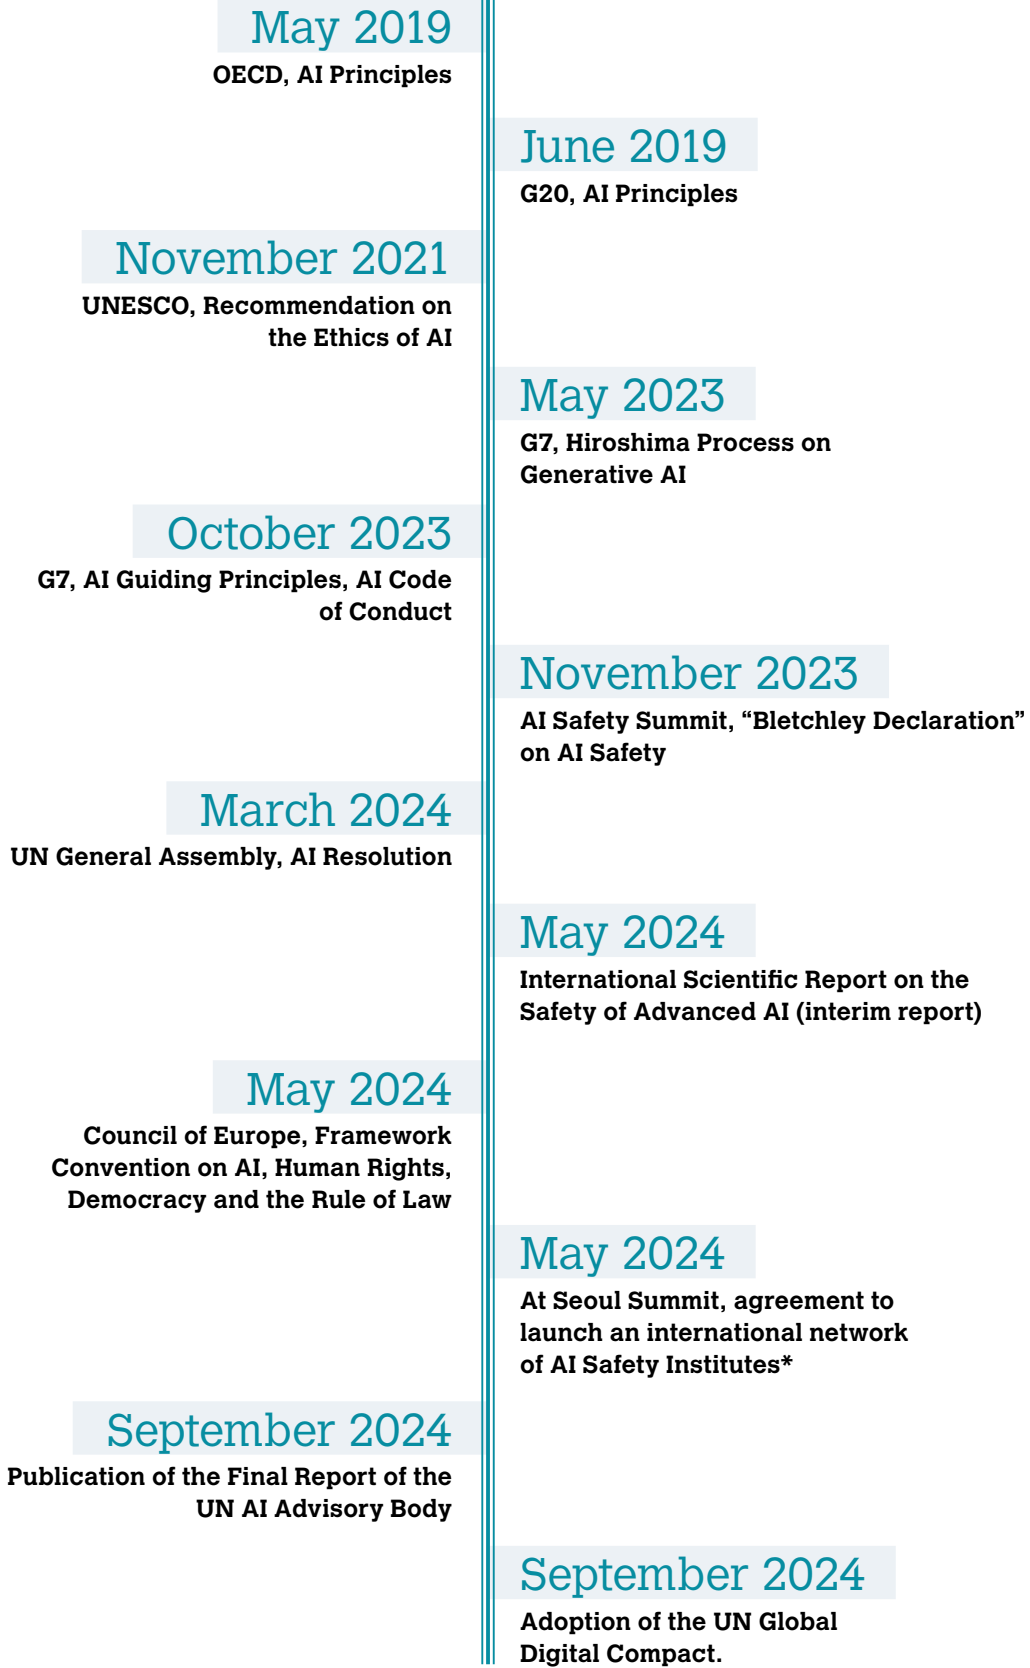 May 2019
OECD, AI Principles
June 2019
G20, AI Principles
November 2021
UNESCO, Recommendation on
the Ethics of AI
May 2023
G7, Hiroshima Process on
Generative AI
October 2023
G7, AI Guiding Principles, AI Code
of Conduct
November 2023
AI Safety Summit, “Bletchley Declaration”
on AI Safety
March 2024
UN General Assembly, AI Resolution
May 2024
International Scientific Report on the
Safety of Advanced AI (interim report)
May 2024
Council of Europe, Framework
Convention on AI, Human Rights,
Democracy and the Rule of Law
May 2024
At Seoul Summit, agreement to
launch an international network
of AI Safety Institutes*
September 2024
Publication of the Final Report of the
UN AI Advisory Body
September 2024
Adoption of the UN Global
Digital Compact.